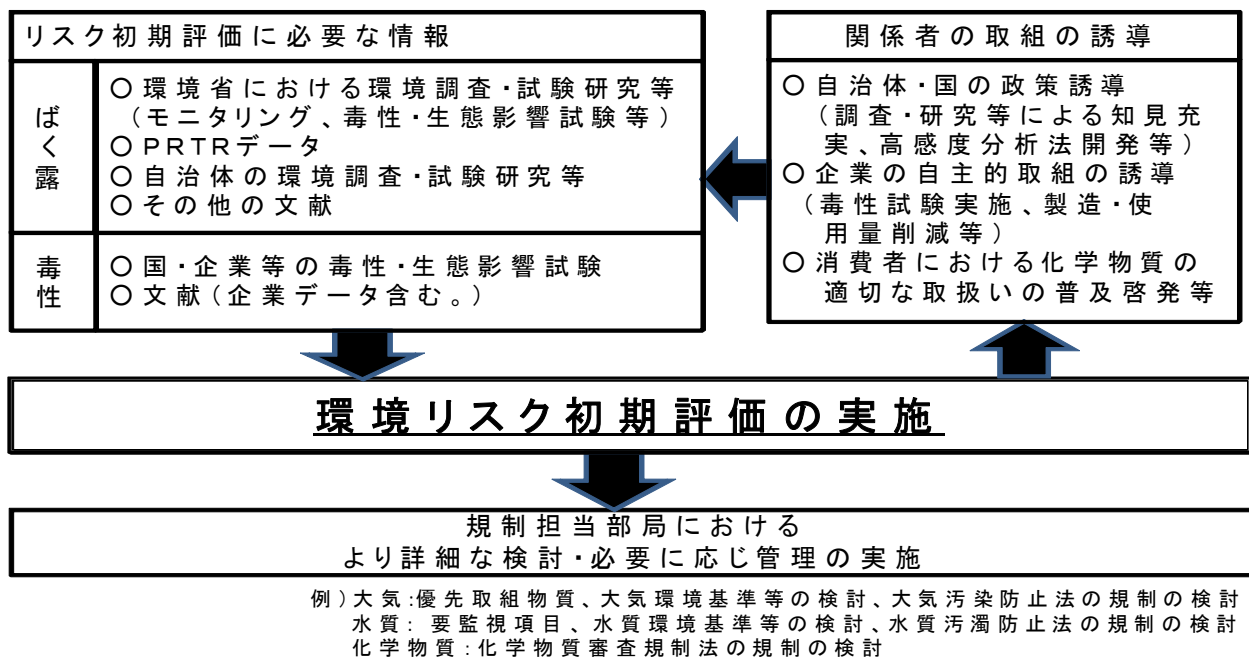 リスク初期評価に必要な情報
ばく露
○環境省における環境調査・試験研究等
（モニタリング、毒性・生態影響試験等）
○PRTRデータ
○自治体の環境調査・試験研究等
○その他の文献
毒性
○国・企業等の毒性・生態影響試験
○文献（企業データ含む。）
関係者の取組の誘導
○自治体・国の政策誘導
（調査・研究等による知見充
実、高感度分析法開発等）
○企業の自主的取組の誘導
（毒性試験実施、製造・使
用量削減等）
○消費者における化学物質の
適切な取扱いの普及啓発等
環境リスク初期評価の実施
規制担当部局における
より詳細な検討・必要に応じ管理の実施
例）大気：優先取組物質、大気環境基準等の検討、大気汚染防止法の規制の検討
水質：要監視項目、水質環境基準等の検討、水質汚濁防止法の規制の検討
化学物質：化学物質審査規制法の規制の検討